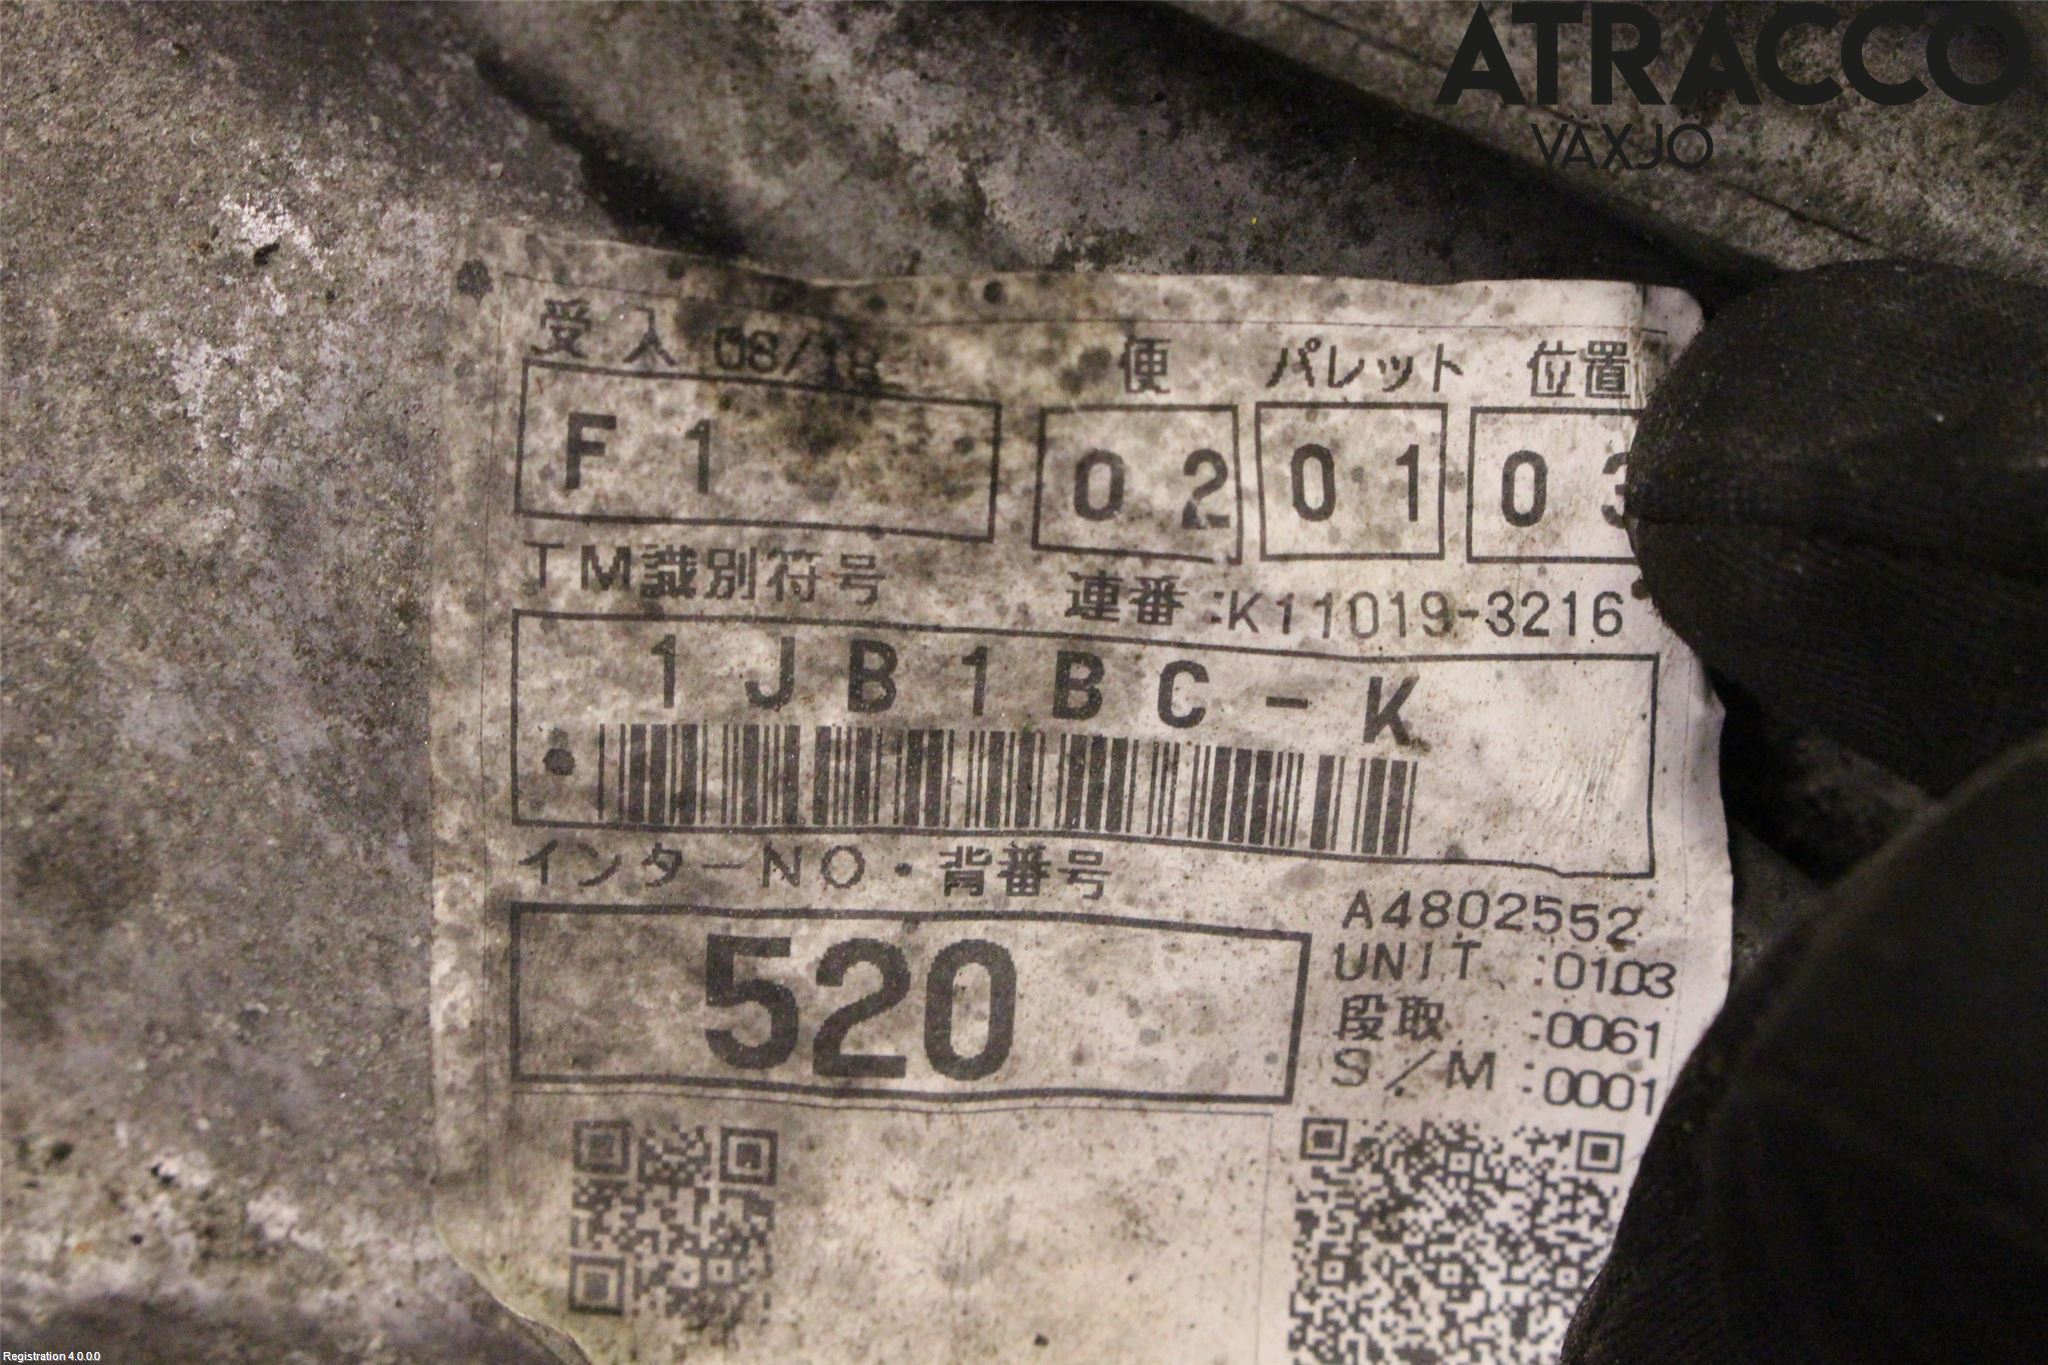 ATRACCO
VÄXJÖ
受入 便 パレット 位置
F1 02 01 03
TM識別符号 連番:K11019-3216
1JB1BC-K
インターNO・背番号
A4802552
520
UNIT :0103
段取 :0061
S/M :0001
Registration 4.0.0.0